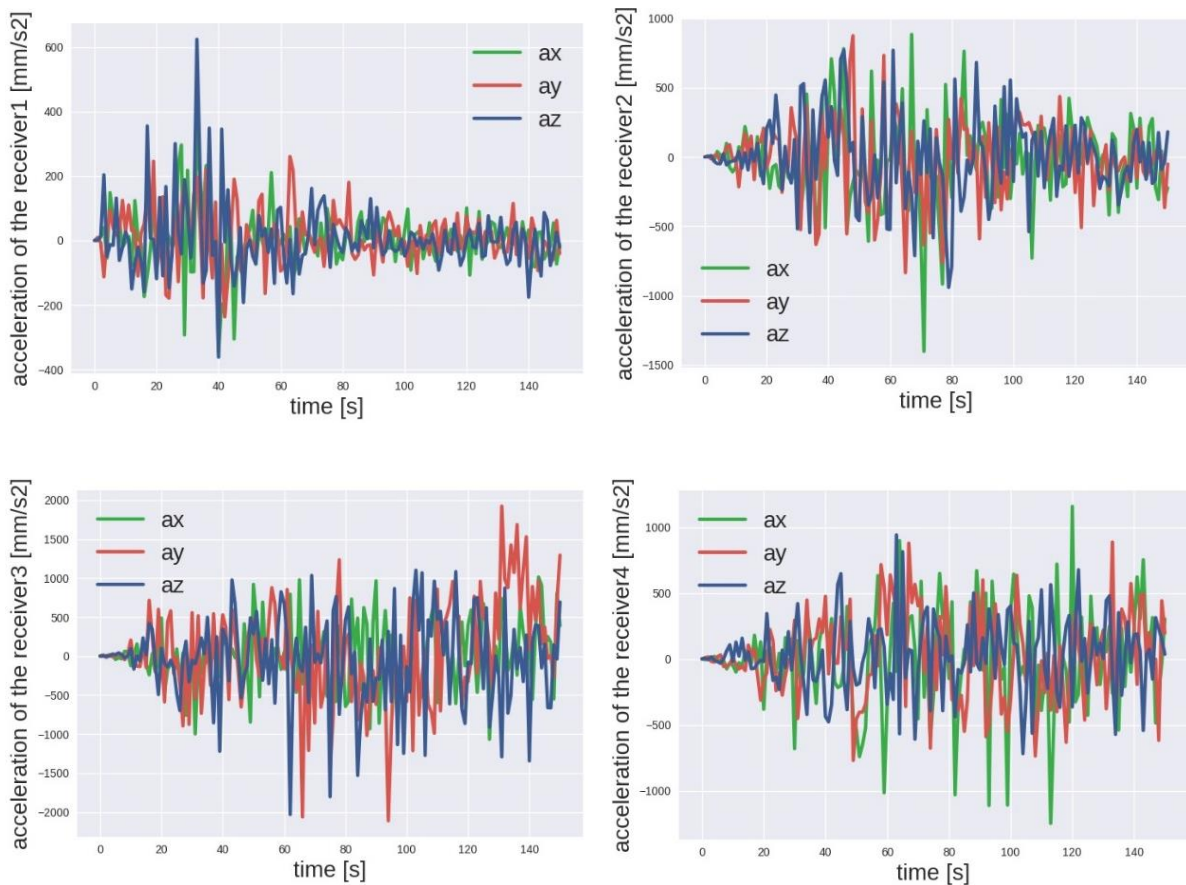 acceleration of the receiver1 [mm/s2]
600
400
200
0
−200
−400
ax
ay
az
0 20 40 60 80 100 120 140
time [s]
acceleration of the receiver2 [mm/s2]
1000
500
0
−500
−1000
−1500
ax
ay
az
0 20 40 60 80 100 120 140
time [s]
acceleration of the receiver3 [mm/s2]
2000
1500
1000
500
0
−500
−1000
−1500
−2000
ax
ay
az
0 20 40 60 80 100 120 140
time [s]
acceleration of the receiver4 [mm/s2]
1000
500
0
−500
−1000
ax
ay
az
0 20 40 60 80 100 120 140
time [s]